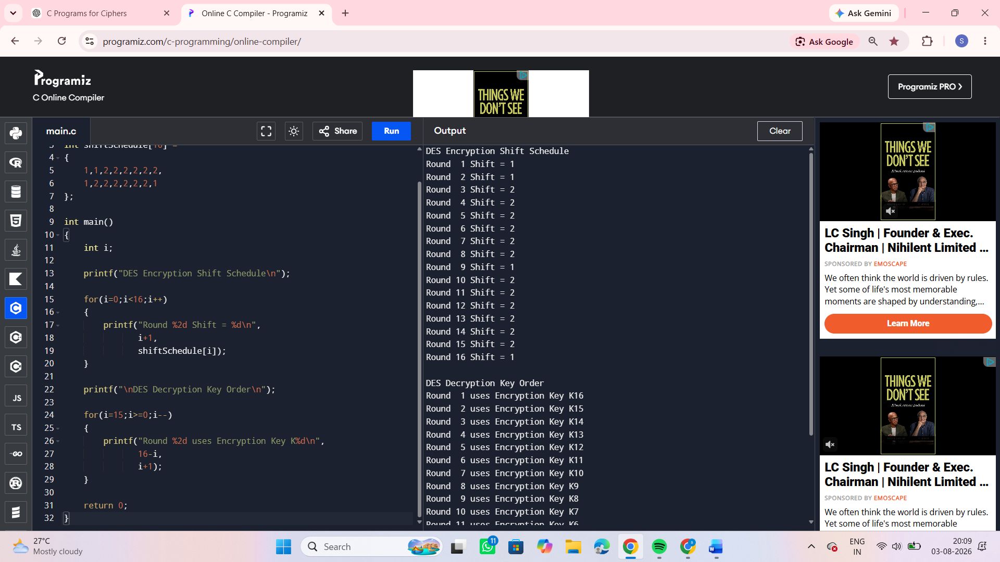 C Programs for Ciphers
Online C Compiler - Programiz
Ask Gemini
programiz.com/c-programming/online-compiler/
Ask Google
S
Programiz
C Online Compiler
THINGS WE
DON'T SEE
Programiz PRO
main.c
Share
Run
Output
Clear
3 int shiftSchedule[16] =
4 {
5 1,1,2,2,2,2,2,2,
6 1,2,2,2,2,2,2,1
7 };
8
9 int main()
10 {
11 int i;
12
13 printf("DES Encryption Shift Schedule\n");
14
15 for(i=0;i<16;i++)
16 {
17 printf("Round %2d Shift = %d\n",
18 i+1,
19 shiftSchedule[i]);
20 }
21
22 printf("\nDES Decryption Key Order\n");
23
24 for(i=15;i>=0;i--)
25 {
26 printf("Round %2d uses Encryption Key K%d\n",
27 16-i,
28 i+1);
29 }
30
31 return 0;
32 }
DES Encryption Shift Schedule
Round  1 Shift = 1
Round  2 Shift = 1
Round  3 Shift = 2
Round  4 Shift = 2
Round  5 Shift = 2
Round  6 Shift = 2
Round  7 Shift = 2
Round  8 Shift = 2
Round  9 Shift = 1
Round 10 Shift = 2
Round 11 Shift = 2
Round 12 Shift = 2
Round 13 Shift = 2
Round 14 Shift = 2
Round 15 Shift = 2
Round 16 Shift = 1
DES Decryption Key Order
Round  1 uses Encryption Key K16
Round  2 uses Encryption Key K15
Round  3 uses Encryption Key K14
Round  4 uses Encryption Key K13
Round  5 uses Encryption Key K12
Round  6 uses Encryption Key K11
Round  7 uses Encryption Key K10
Round  8 uses Encryption Key K9
Round  9 uses Encryption Key K8
Round 10 uses Encryption Key K7
Round 11 uses Encryption Key K6
JS
TS
GO
THINGS WE
DON'T SEE
A book release podcast
LC Singh | Founder & Exec.
Chairman | Nihilent Limited ...
SPONSORED BY EMOSCAPE
We often think the world is driven by rules.
Yet some of life's most memorable
moments are shaped by understanding,...
Learn More
THINGS WE
DON'T SEE
A book release podcast
LC Singh | Founder & Exec.
Chairman | Nihilent Limited ...
SPONSORED BY EMOSCAPE
We often think the world is driven by rules.
Yet some of life's most memorable
27°C
Mostly cloudy
Search
11
ENG
IN
20:09
03-08-2026